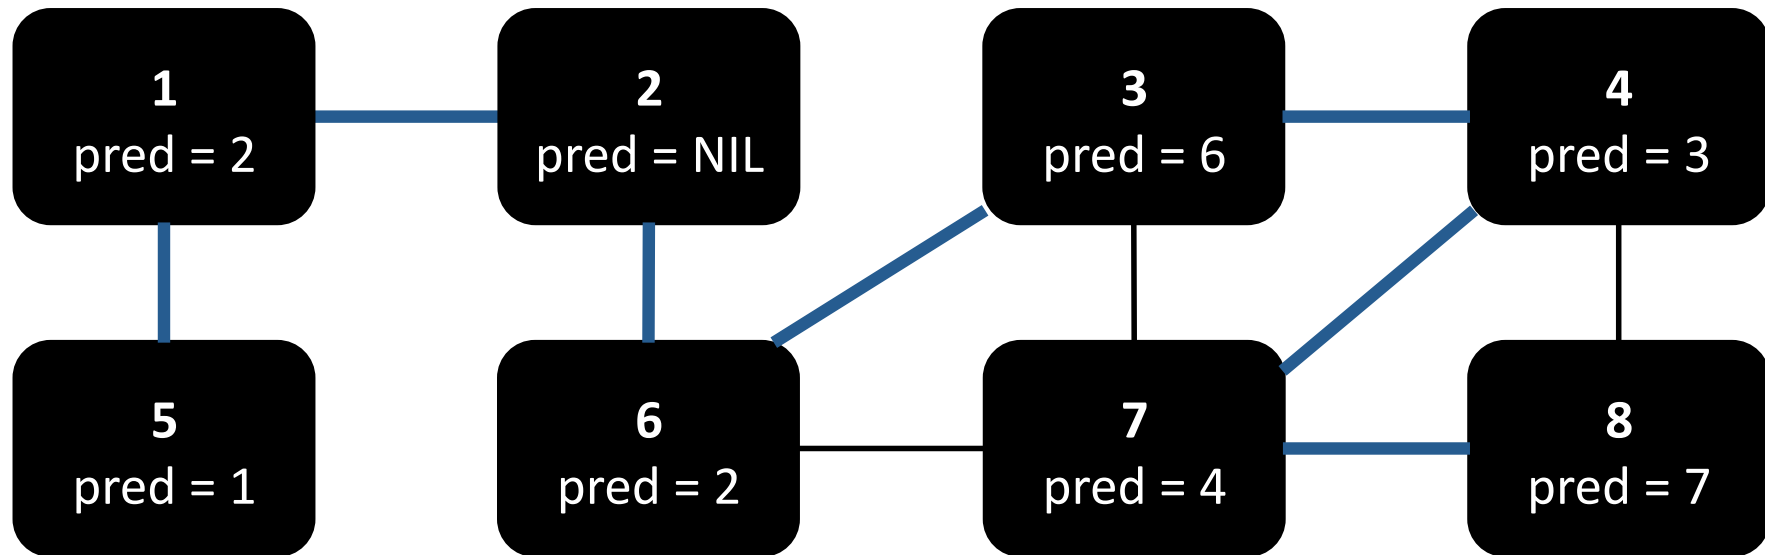 1
pred = 2
2
pred = NIL
3
pred = 6
4
pred = 3
5
pred = 1
6
pred = 2
7
pred = 4
8
pred = 7